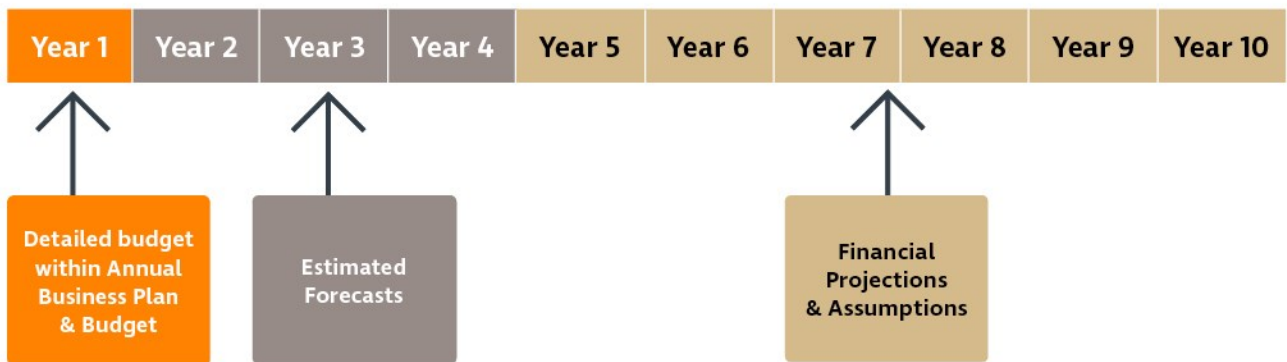 Year 1 Year 2 Year 3 Year 4 Year 5 Year 6 Year 7 Year 8 Year 9 Year 10
Detailed budget
within Annual
Business Plan
& Budget
Estimated
Forecasts
Financial
Projections
& Assumptions